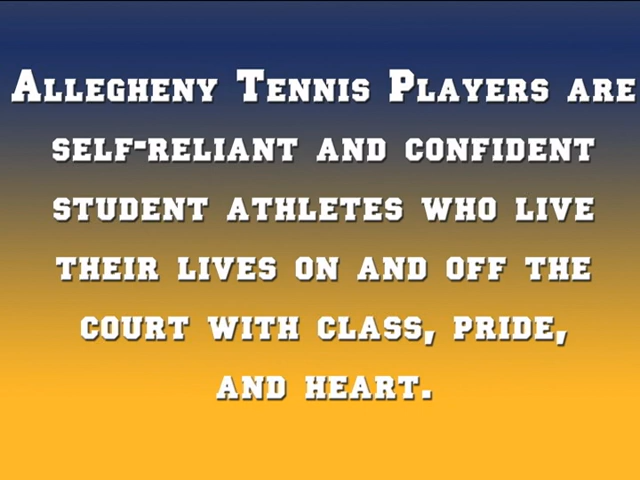 Allegheny Tennis Players are
self-reliant and confident
student athletes who live
their lives on and off the
court with class, pride,
and heart.